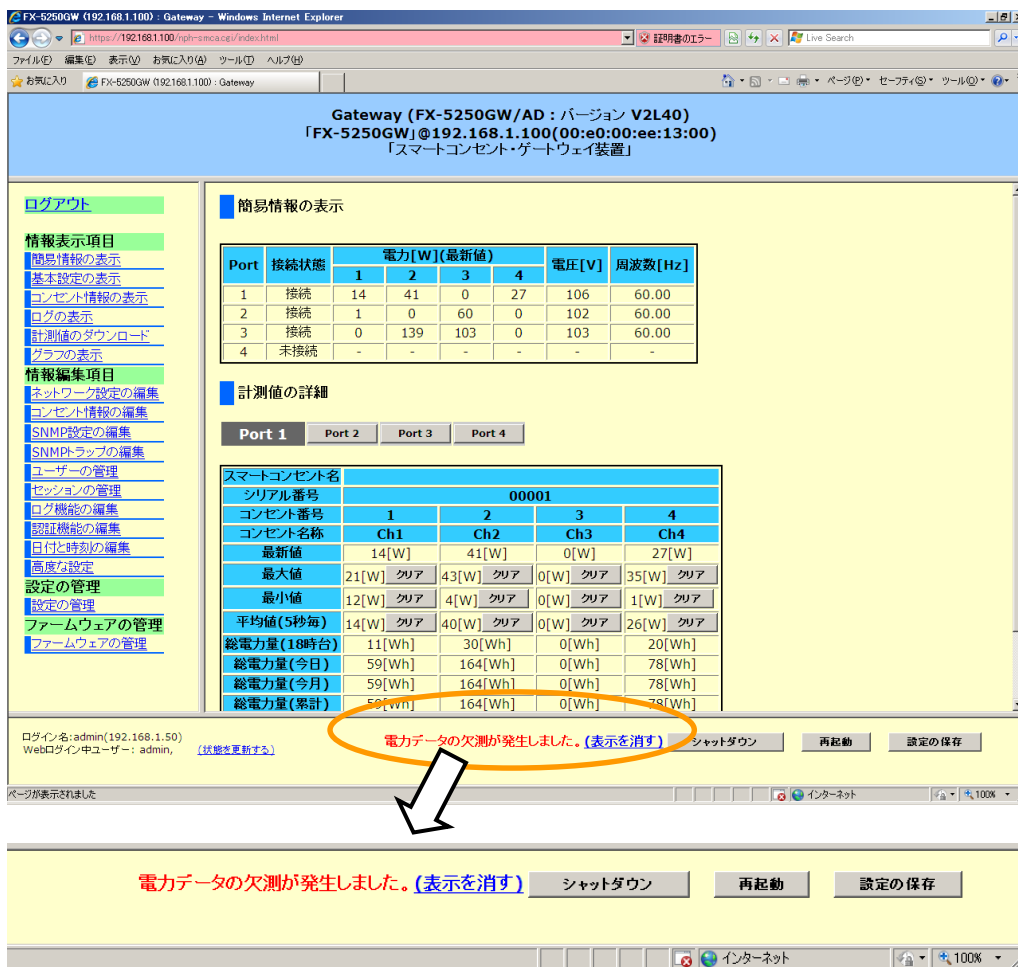 FX-5250GW (192.168.1.100) : Gateway - Windows Internet Explorer
https://192.168.1.100/nph-smca.cgi/index.html
証明書のエラー
Live Search
ファイル(F) 編集(E) 表示(V) お気に入り(A) ツール(T) ヘルプ(H)
お気に入り
FX-5250GW (192.168.1.100) : Gateway
ページ(P) セーフティ(S) ツール(O)
Gateway (FX-5250GW/AD : バージョン V2L40)
「FX-5250GW」@192.168.1.100(00:e0:00:ee:13:00)
「スマートコンセント・ゲートウェイ装置」
ログアウト
情報表示項目
簡易情報の表示
基本設定の表示
コンセント情報の表示
ログの表示
計測値のダウンロード
グラフの表示
情報編集項目
ネットワーク設定の編集
コンセント情報の編集
SNMP設定の編集
SNMPトラップの編集
ユーザーの管理
セッションの管理
ログ機能の編集
認証機能の編集
日付と時刻の編集
高度な設定
設定の管理
設定の管理
ファームウェアの管理
ファームウェアの管理
簡易情報の表示
Port 接続状態 電力[W](最新値) 電圧[V] 周波数[Hz]
1 2 3 4
1 接続 14 41 0 27 106 60.00
2 接続 1 0 60 0 102 60.00
3 接続 0 139 103 0 103 60.00
4 未接続 - - - - - -
計測値の詳細
Port 1 Port 2 Port 3 Port 4
スマートコンセント名
シリアル番号 00001
コンセント番号 1 2 3 4
コンセント名称 Ch1 Ch2 Ch3 Ch4
最新値 14[W] 41[W] 0[W] 27[W]
最大値 21[W] クリア 43[W] クリア 0[W] クリア 35[W] クリア
最小値 12[W] クリア 4[W] クリア 0[W] クリア 1[W] クリア
平均値(5秒毎) 14[W] クリア 40[W] クリア 0[W] クリア 26[W] クリア
総電力量(18時台) 11[Wh] 30[Wh] 0[Wh] 20[Wh]
総電力量(今日) 59[Wh] 164[Wh] 0[Wh] 78[Wh]
総電力量(今月) 59[Wh] 164[Wh] 0[Wh] 78[Wh]
総電力量(累計) 59[Wh] 164[Wh] 0[Wh] 78[Wh]
ログイン名:admin(192.168.1.50)
Webログイン中ユーザー: admin, (状態を更新する)
電力データの欠測が発生しました。(表示を消す) シャットダウン 再起動 設定の保存
ページが表示されました
インターネット
100%
電力データの欠測が発生しました。(表示を消す) シャットダウン 再起動 設定の保存
インターネット
100%